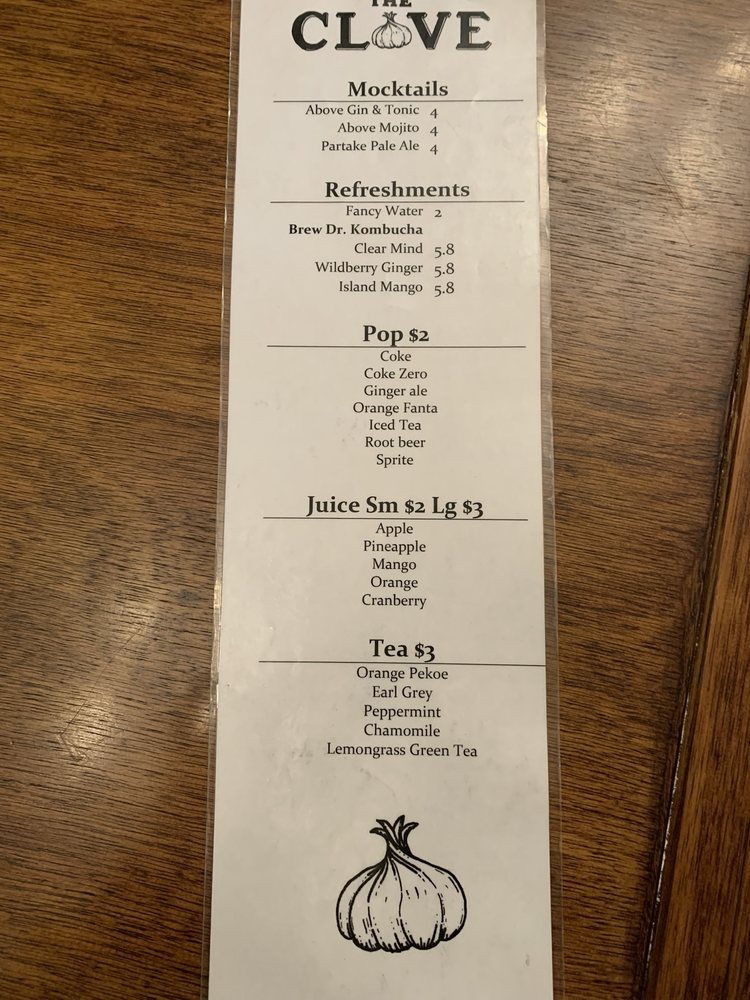 THE
CLOVE
Mocktails
Above Gin & Tonic 4
Above Mojito 4
Partake Pale Ale 4
Refreshments
Fancy Water 2
Brew Dr. Kombucha
Clear Mind 5.8
Wildberry Ginger 5.8
Island Mango 5.8
Pop $2
Coke
Coke Zero
Ginger ale
Orange Fanta
Iced Tea
Root beer
Sprite
Juice Sm $2 Lg $3
Apple
Pineapple
Mango
Orange
Cranberry
Tea $3
Orange Pekoe
Earl Grey
Peppermint
Chamomile
Lemongrass Green Tea